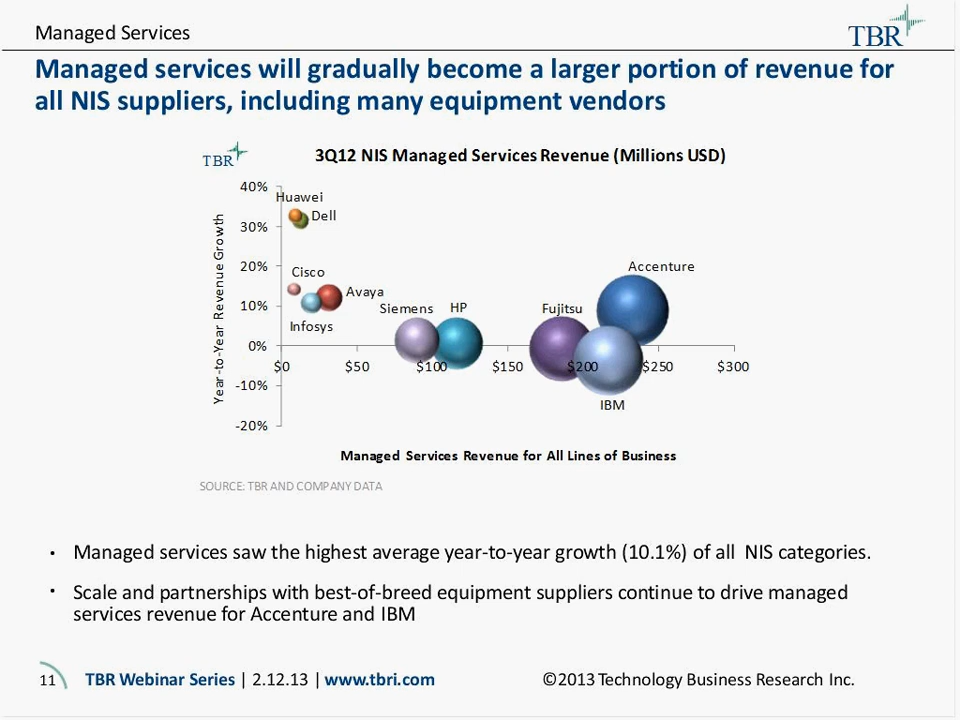 Managed Services
TBR
Managed services will gradually become a larger portion of revenue for
all NIS suppliers, including many equipment vendors
TBR
3Q12 NIS Managed Services Revenue (Millions USD)
Year-to-Year Revenue Growth
40%
30%
20%
10%
0%
-10%
-20%
Huawei
Dell
Cisco
Avaya
Infosys
Siemens
HP
Fujitsu
Accenture
IBM
$0 $50 $100 $150 $200 $250 $300
Managed Services Revenue for All Lines of Business
SOURCE: TBR AND COMPANY DATA
• Managed services saw the highest average year-to-year growth (10.1%) of all NIS categories.
• Scale and partnerships with best-of-breed equipment suppliers continue to drive managed
services revenue for Accenture and IBM
11 TBR Webinar Series | 2.12.13 | www.tbri.com ©2013 Technology Business Research Inc.